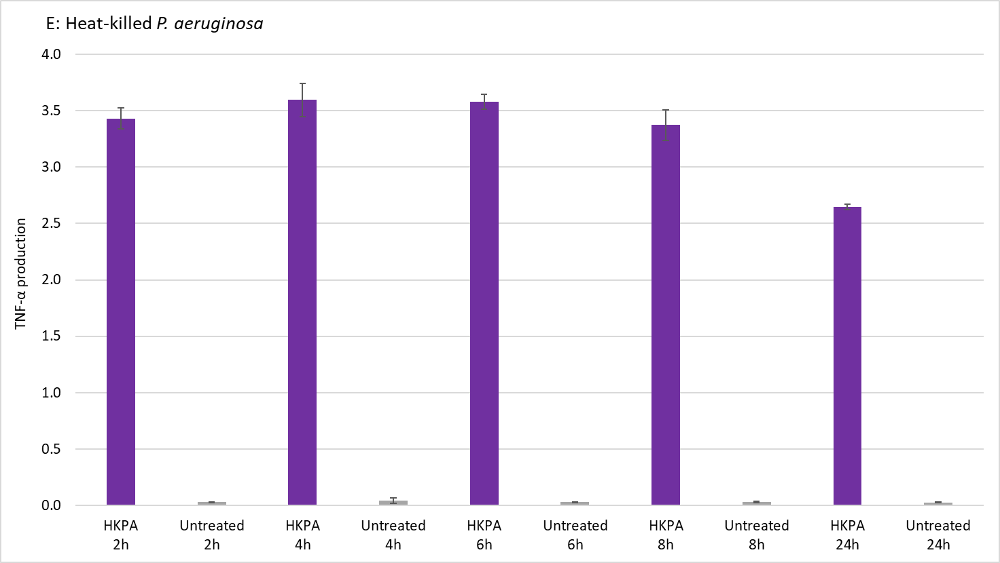 E: Heat-killed P. aeruginosa
4.0
3.5
3.0
2.5
2.0
1.5
1.0
0.5
0.0
TNF-α production
HKPA Untreated HKPA Untreated HKPA Untreated HKPA Untreated HKPA Untreated
2h 2h 4h 4h 6h 6h 8h 8h 24h 24h